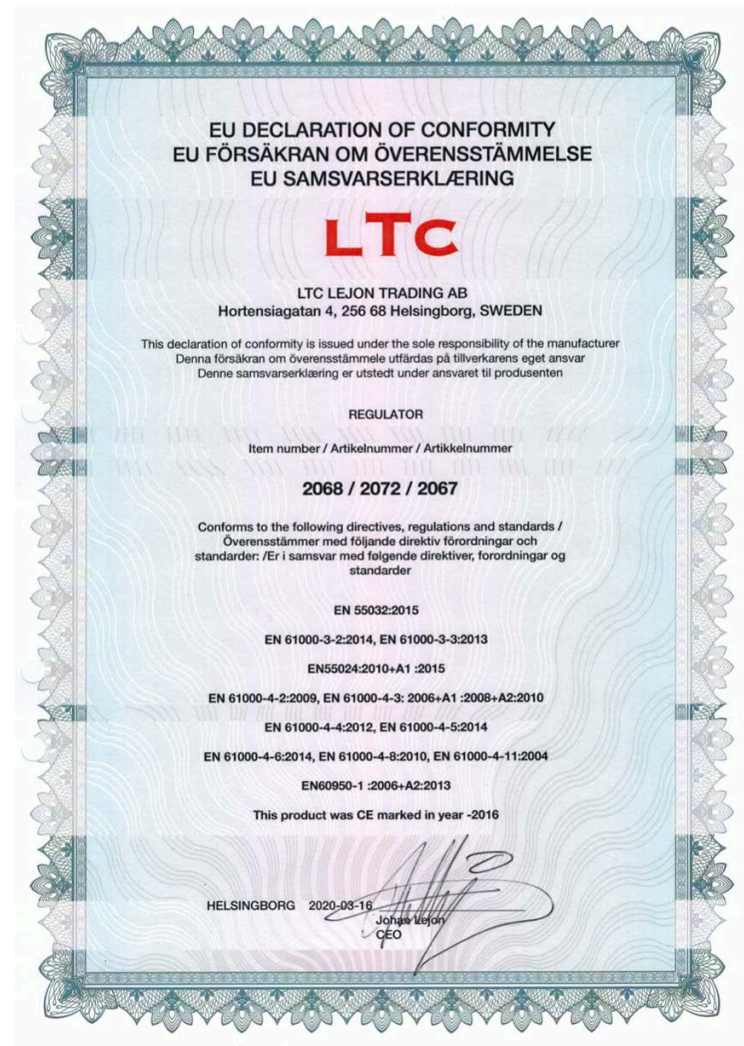 EU DECLARATION OF CONFORMITY
EU FÖRSÄKRAN OM ÖVERENSSTÄMMELSE
EU SAMSVARSERKLÆRING
LTC
LTC LEJON TRADING AB
Hortensiagatan 4, 256 68 Helsingborg, SWEDEN
This declaration of conformity is issued under the sole responsibility of the manufacturer
Denna försäkran om överensstämmele utfärdas på tillverkarens eget ansvar
Denne samsvarserklæring er utstedt under ansvaret til produsenten
REGULATOR
Item number / Artikelnummer / Artikkelnummer
2068 / 2072 / 2067
Conforms to the following directives, regulations and standards /
Överensstämmer med följande direktiv förordningar och
standarder: /Er i samsvar med følgende direktiver, forordningar og
standarder
EN 55032:2015
EN 61000-3-2:2014, EN 61000-3-3:2013
EN55024:2010+A1 :2015
EN 61000-4-2:2009, EN 61000-4-3: 2006+A1 :2008+A2:2010
EN 61000-4-4:2012, EN 61000-4-5:2014
EN 61000-4-6:2014, EN 61000-4-8:2010, EN 61000-4-11:2004
EN60950-1 :2006+A2:2013
This product was CE marked in year -2016
HELSINGBORG 2020-03-16
Johan Lejon
CEO